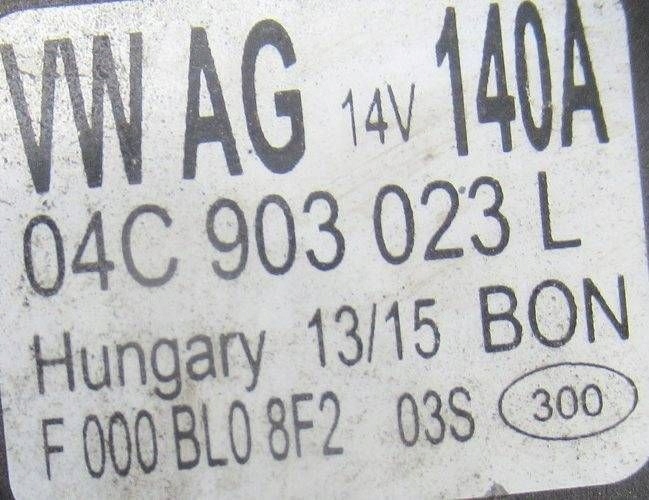 VW AG 14V 140A
04C 903 023 L
Hungary 13/15 BON
F 000 BL0 8F2 03S 300